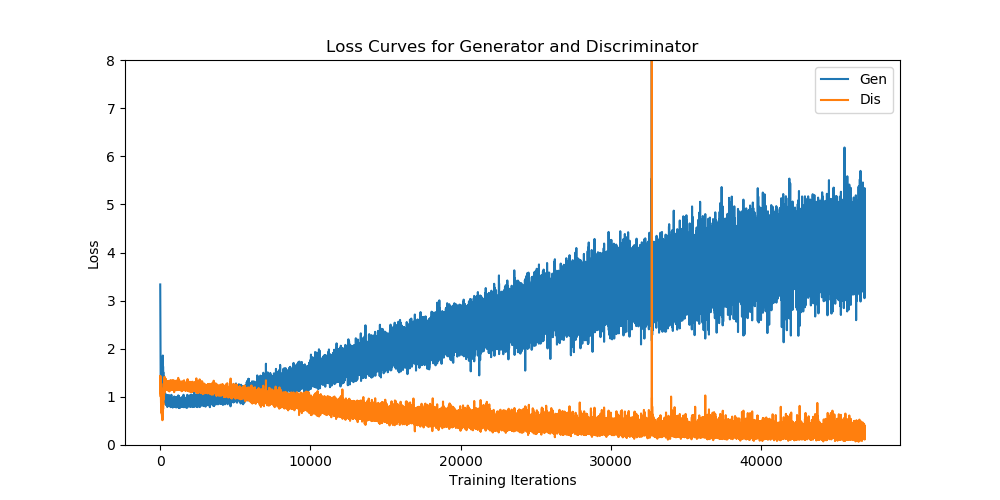 Loss Curves for Generator and Discriminator
Gen
Dis
8
7
6
5
4
3
2
1
0
Loss
0 10000 20000 30000 40000
Training Iterations